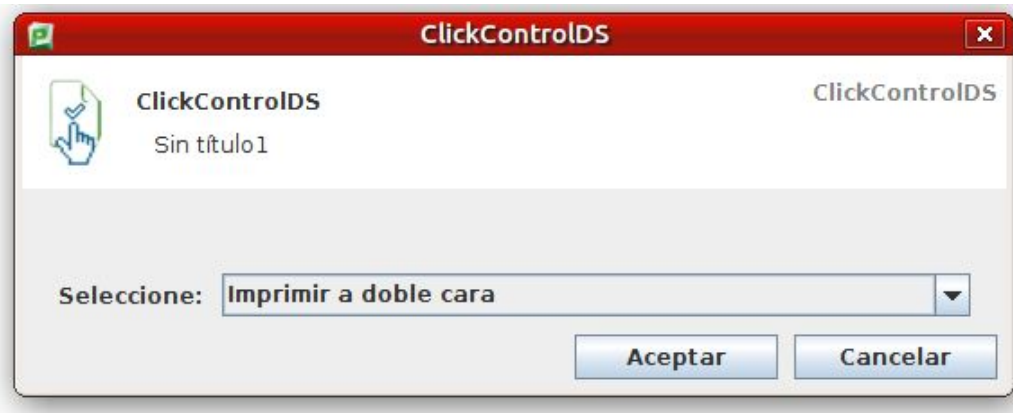 ClickControlDS
ClickControlDS
ClickControlDS
Sin título1
Seleccione: Imprimir a doble cara
Aceptar Cancelar